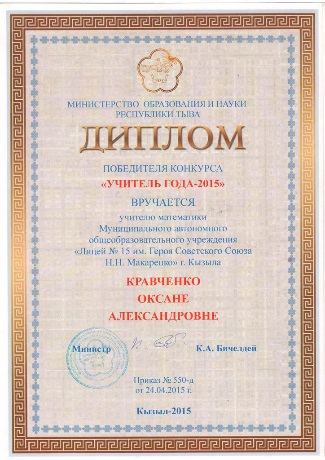 МИНИСТЕРСТВО ОБРАЗОВАНИЯ И НАУКИ
РЕСПУБЛИКИ ТЫВА
ДИПЛОМ
ПОБЕДИТЕЛЯ КОНКУРСА
«УЧИТЕЛЬ ГОДА-2015»
ВРУЧАЕТСЯ
учителю математики
Муниципального автономного
общеобразовательного учреждения
«Лицей № 15 им. Героя Советского Союза
Н.Н. Макаренко» г. Кызыла
КРАВЧЕНКО
ОКСАНЕ
АЛЕКСАНДРОВНЕ
Министр К.А. Бичелдей
Приказ № 550-д
от 24.04.2015 г.
Кызыл-2015